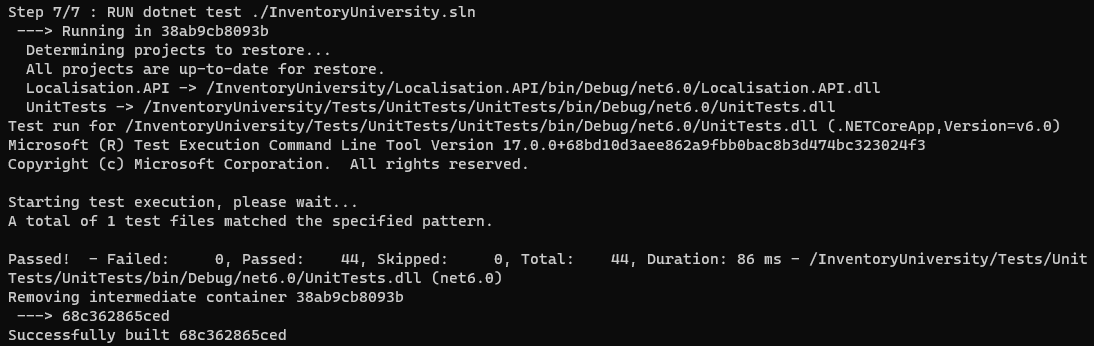 Step 7/7 : RUN dotnet test ./InventoryUniversity.sln
 ---> Running in 38ab9cb8093b
  Determining projects to restore...
  All projects are up-to-date for restore.
  Localisation.API -> /InventoryUniversity/Localisation.API/bin/Debug/net6.0/Localisation.API.dll
  UnitTests -> /InventoryUniversity/Tests/UnitTests/UnitTests/bin/Debug/net6.0/UnitTests.dll
Test run for /InventoryUniversity/Tests/UnitTests/UnitTests/bin/Debug/net6.0/UnitTests.dll (.NETCoreApp,Version=v6.0)
Microsoft (R) Test Execution Command Line Tool Version 17.0.0+68bd10d3aee862a9fbb0bac8b3d474bc323024f3
Copyright (c) Microsoft Corporation.  All rights reserved.

Starting test execution, please wait...
A total of 1 test files matched the specified pattern.

Passed!  - Failed:     0, Passed:    44, Skipped:     0, Total:    44, Duration: 86 ms - /InventoryUniversity/Tests/Unit
Tests/UnitTests/bin/Debug/net6.0/UnitTests.dll (net6.0)
Removing intermediate container 38ab9cb8093b
 ---> 68c362865ced
Successfully built 68c362865ced